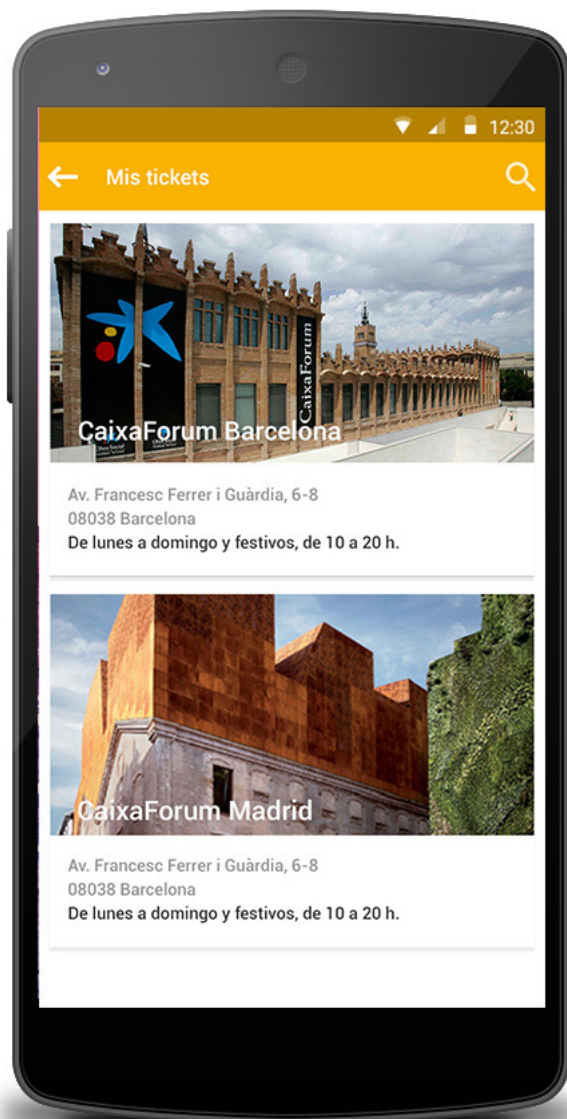 12:30
Mis tickets
CaixaForum
CaixaForum Barcelona
Av. Francesc Ferrer i Guàrdia, 6-8
08038 Barcelona
De lunes a domingo y festivos, de 10 a 20 h.
CaixaForum Madrid
Av. Francesc Ferrer i Guàrdia, 6-8
08038 Barcelona
De lunes a domingo y festivos, de 10 a 20 h.